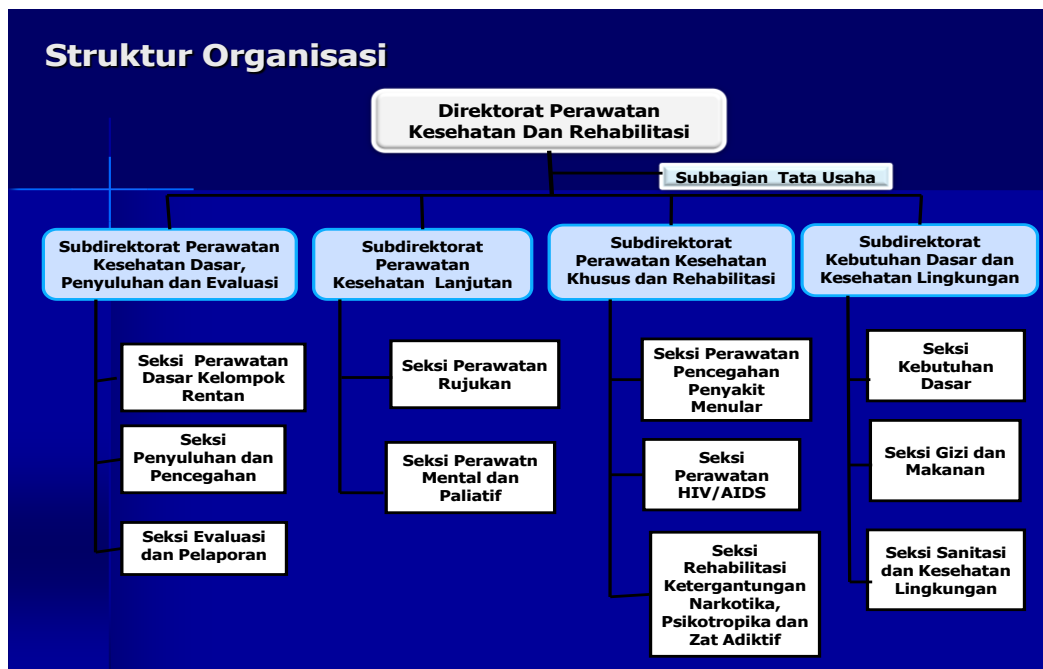 Struktur Organisasi
Direktorat Perawatan
Kesehatan Dan Rehabilitasi
Subbagian Tata Usaha
Subdirektorat Perawatan
Kesehatan Dasar,
Penyuluhan dan Evaluasi
Subdirektorat
Perawatan
Kesehatan Lanjutan
Subdirektorat
Perawatan Kesehatan
Khusus dan Rehabilitasi
Subdirektorat
Kebutuhan Dasar dan
Kesehatan Lingkungan
Seksi Perawatan
Dasar Kelompok
Rentan
Seksi
Penyuluhan dan
Pencegahan
Seksi Evaluasi
dan Pelaporan
Seksi Perawatan
Rujukan
Seksi Perawatn
Mental dan
Paliatif
Seksi Perawatan
Pencegahan
Penyakit
Menular
Seksi
Perawatan
HIV/AIDS
Seksi
Rehabilitasi
Ketergantungan
Narkotika,
Psikotropika dan
Zat Adiktif
Seksi
Kebutuhan
Dasar
Seksi Gizi dan
Makanan
Seksi Sanitasi
dan Kesehatan
Lingkungan